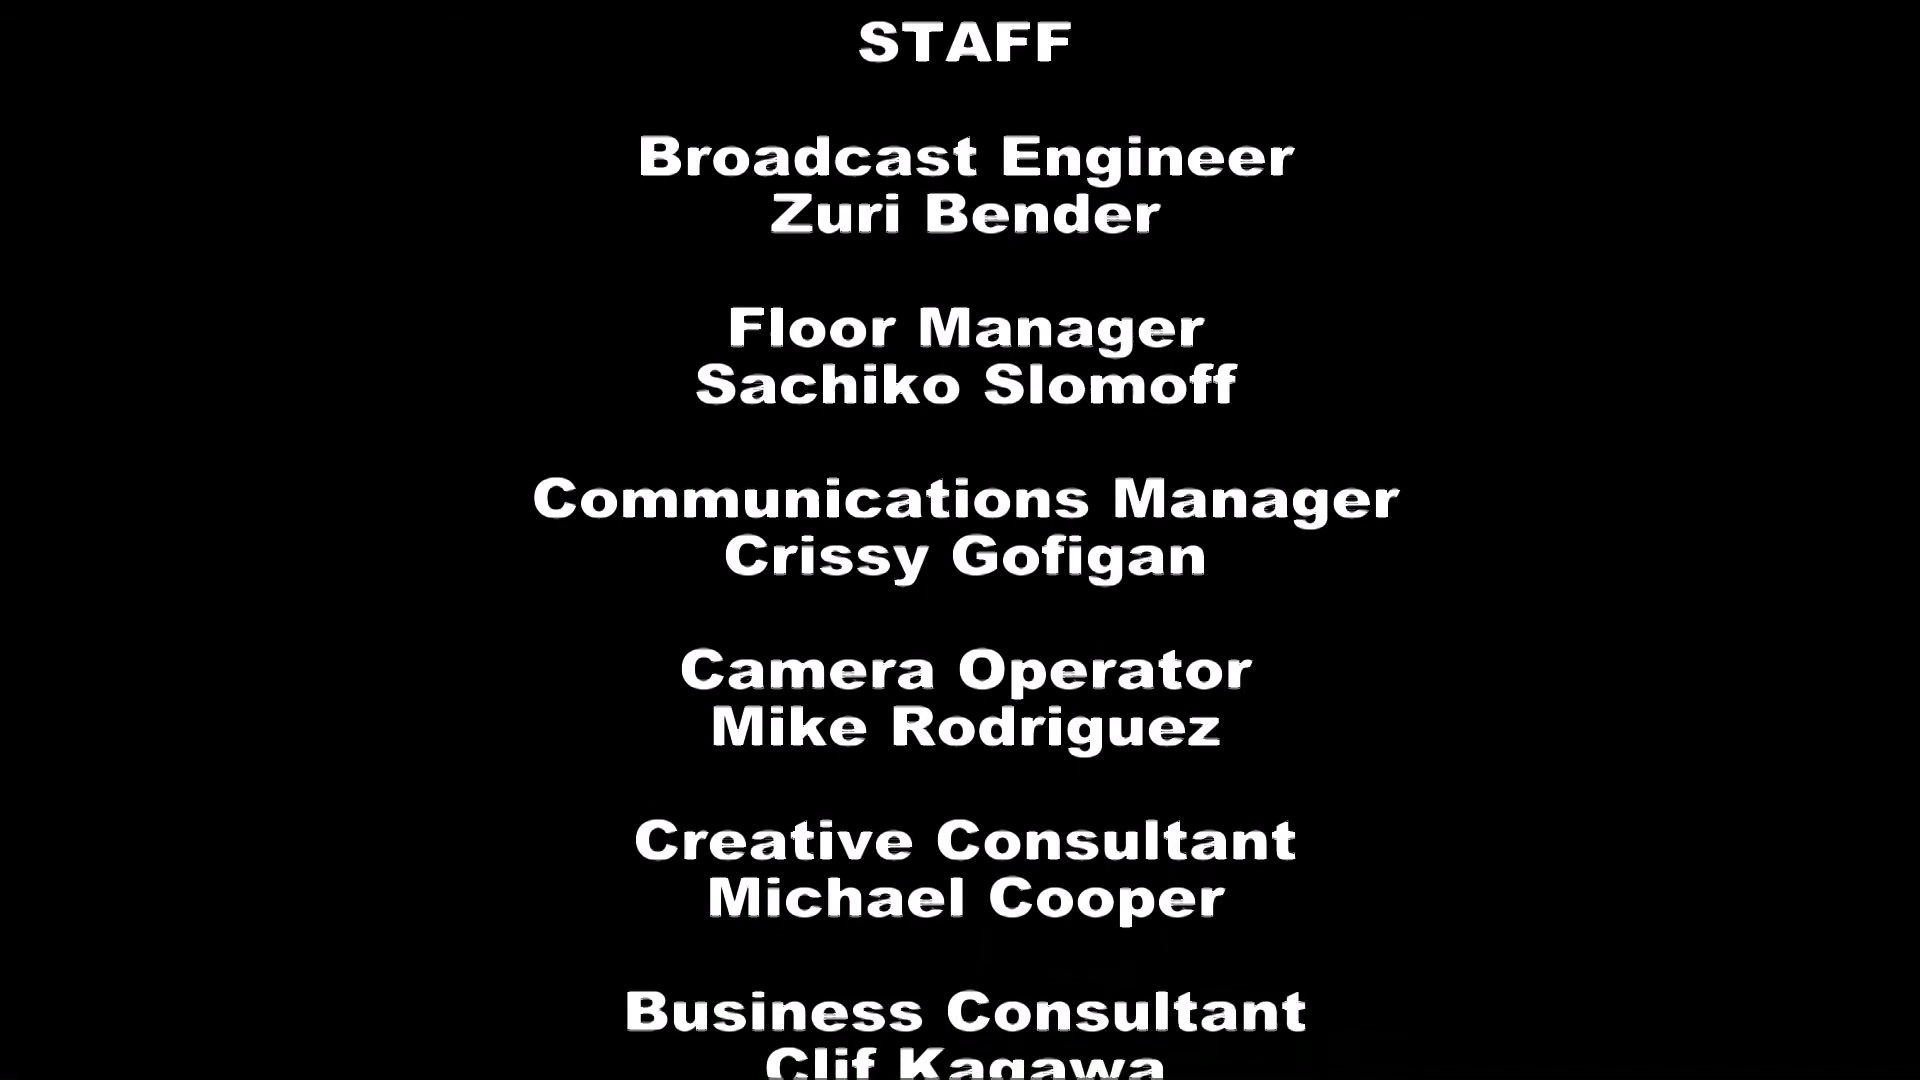 STAFF
Broadcast Engineer
Zuri Bender
Floor Manager
Sachiko Slomoff
Communications Manager
Crissy Gofigan
Camera Operator
Mike Rodriguez
Creative Consultant
Michael Cooper
Business Consultant
Clif Kagawa